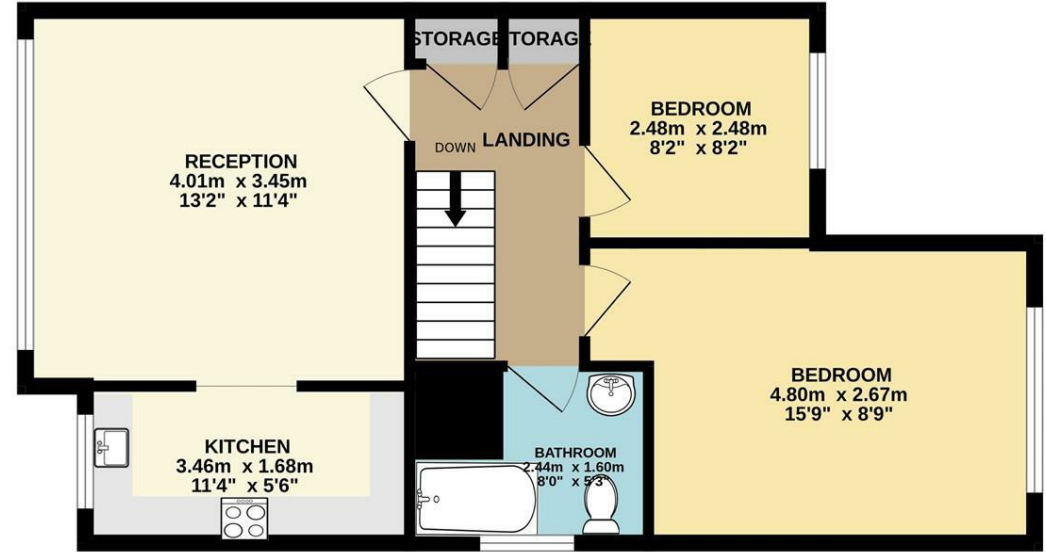 STORAGE
TORAG
BEDROOM
2.48m x 2.48m
8'2" x 8'2"
LANDING
DOWN
RECEPTION
4.01m x 3.45m
13'2" x 11'4"
BEDROOM
4.80m x 2.67m
15'9" x 8'9"
KITCHEN
3.46m x 1.68m
11'4" x 5'6"
BATHROOM
2.44m x 1.60m
8'0" x 5'3"